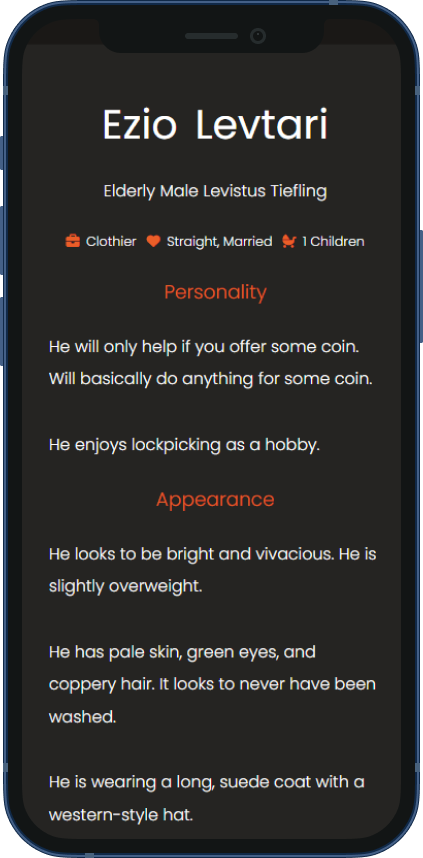 Ezio Levtari
Elderly Male Levistus Tiefling
Clothier Straight, Married 1 Children
Personality
He will only help if you offer some coin.
Will basically do anything for some coin.
He enjoys lockpicking as a hobby.
Appearance
He looks to be bright and vivacious. He is
slightly overweight.
He has pale skin, green eyes, and
coppery hair. It looks to never have been
washed.
He is wearing a long, suede coat with a
western-style hat.